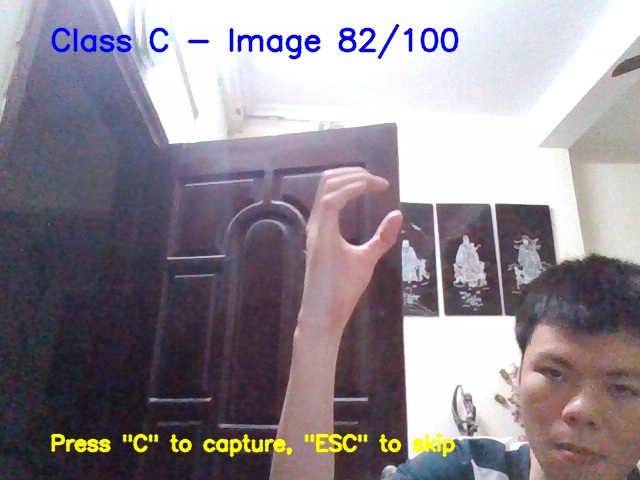 Class C - Image 82/100
Press "C" to capture, "ESC" to skip